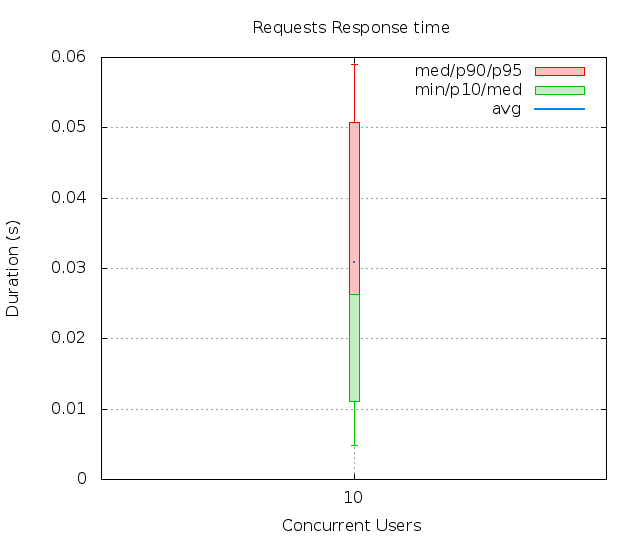 Requests Response time
0.06
0.05
0.04
0.03
0.02
0.01
0
Duration (s)
med/p90/p95
min/p10/med
avg
10
Concurrent Users